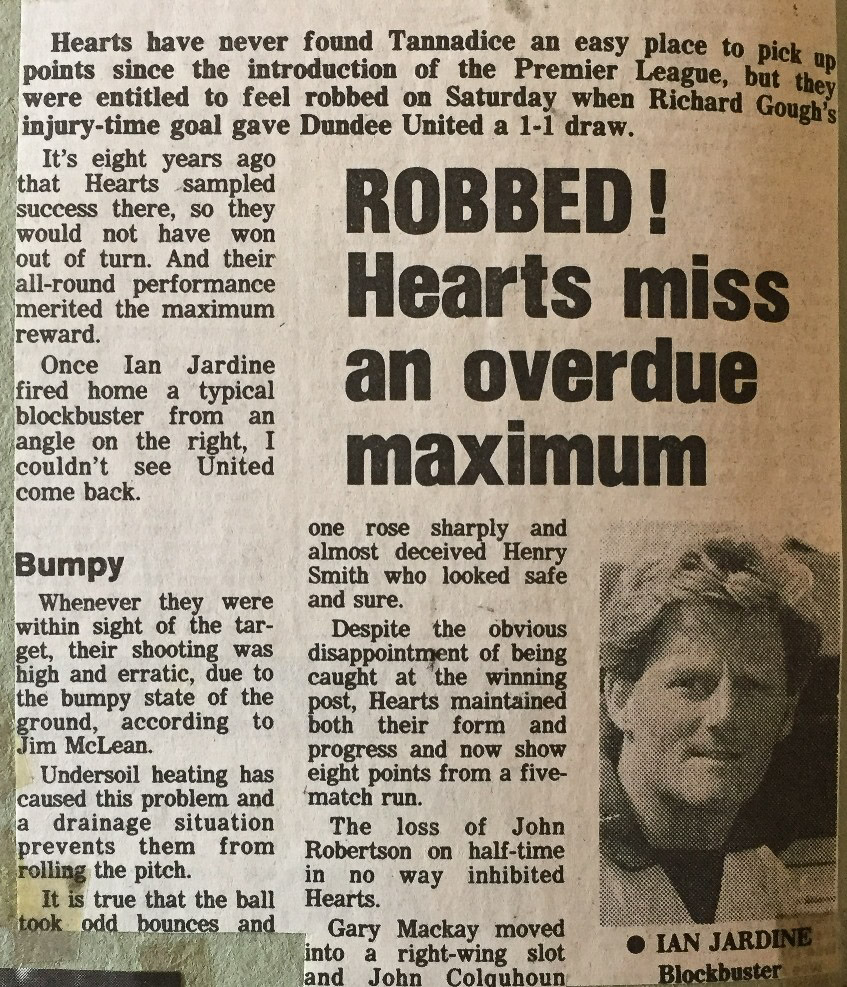 Hearts have never found Tannadice an easy place to pick up
points since the introduction of the Premier League, but they
were entitled to feel robbed on Saturday when Richard Gough's
injury-time goal gave Dundee United a 1-1 draw.
ROBBED!
Hearts miss
an overdue
maximum
It's eight years ago
that Hearts sampled
success there, so they
would not have won
out of turn. And their
all-round performance
merited the maximum
reward.
Once Ian Jardine
fired home a typical
blockbuster from an
angle on the right, I
couldn't see United
come back.
Bumpy
Whenever they were
within sight of the tar-
get, their shooting was
high and erratic, due to
the bumpy state of the
ground, according to
Jim McLean.
Undersoil heating has
caused this problem and
a drainage situation
prevents them from
rolling the pitch.
It is true that the ball
took odd bounces and
one rose sharply and
almost deceived Henry
Smith who looked safe
and sure.
Despite the obvious
disappointment of being
caught at the winning
post, Hearts maintained
both their form and
progress and now show
eight points from a five-
match run.
The loss of John
Robertson on half-time
in no way inhibited
Hearts.
Gary Mackay moved
into a right-wing slot
and John Colquhoun
● IAN JARDINE
Blockbuster